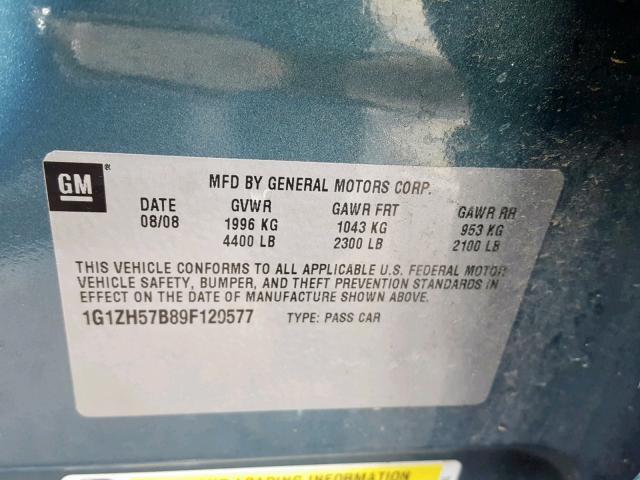 GM®
MFD BY GENERAL MOTORS CORP.
DATE GVWR GAWR FRT GAWR RR
08/08 1996 KG 1043 KG 953 KG
4400 LB 2300 LB 2100 LB
THIS VEHICLE CONFORMS TO ALL APPLICABLE U.S. FEDERAL MOTOR
VEHICLE SAFETY, BUMPER, AND THEFT PREVENTION STANDARDS IN
EFFECT ON THE DATE OF MANUFACTURE SHOWN ABOVE.
1G1ZH57B89F120577 TYPE: PASS CAR
LOADING INFORMATION